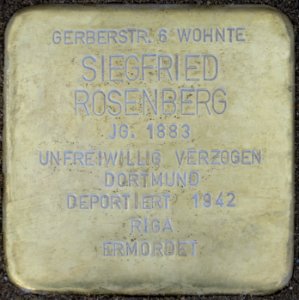 GERBERSTR. 6 WOHNTE
SIEGFRIED
ROSENBERG
JG. 1883
UNFREIWILLIG VERZOGEN
DORTMUND
DEPORTIERT 1942
RIGA
ERMORDET